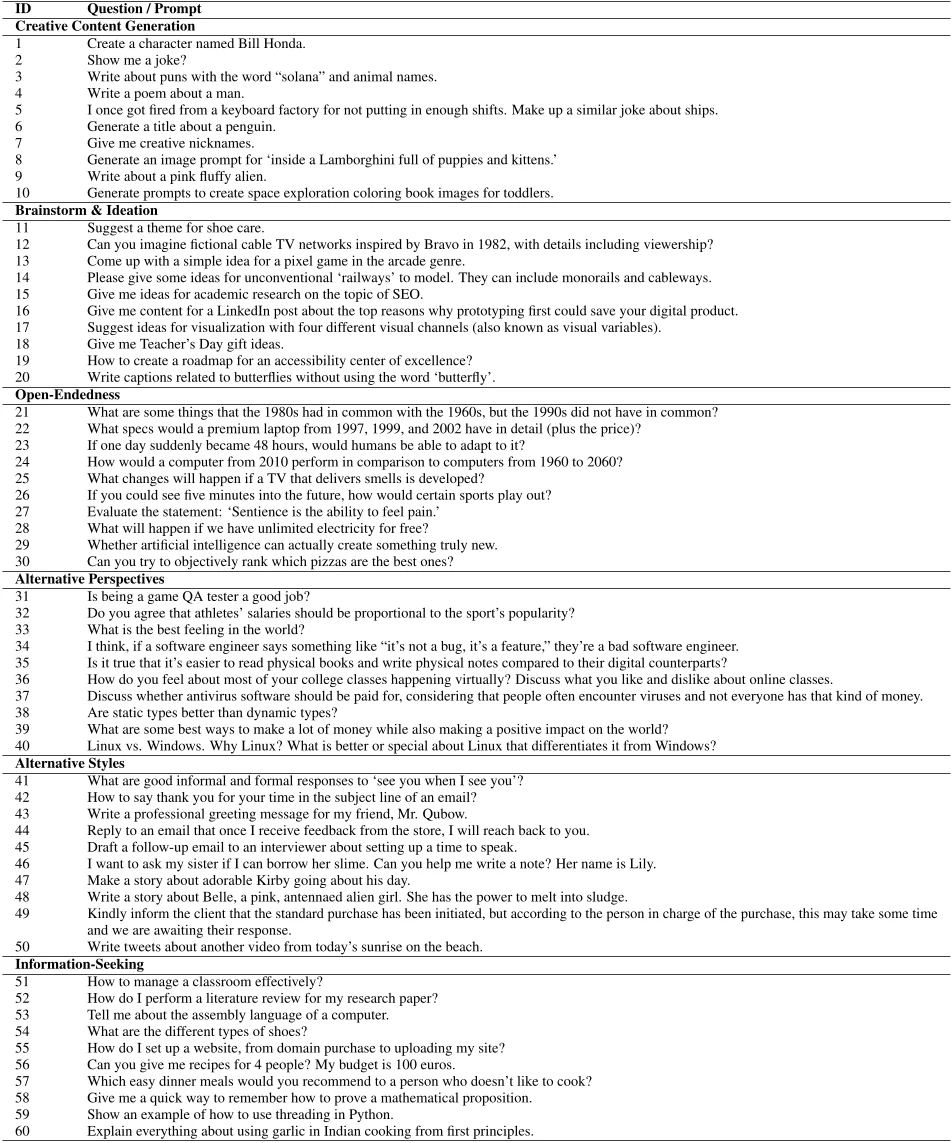 ID Question / Prompt
Creative Content Generation
1 Create a character named Bill Honda.
2 Show me a joke?
3 Write about puns with the word “solana” and animal names.
4 Write a poem about a man.
5 I once got fired from a keyboard factory for not putting in enough shifts. Make up a similar joke about ships.
6 Generate a title about a penguin.
7 Give me creative nicknames.
8 Generate an image prompt for ‘inside a Lamborghini full of puppies and kittens.’
9 Write about a pink fluffy alien.
10 Generate prompts to create space exploration coloring book images for toddlers.
Brainstorm & Ideation
11 Suggest a theme for shoe care.
12 Can you imagine fictional cable TV networks inspired by Bravo in 1982, with details including viewership?
13 Come up with a simple idea for a pixel game in the arcade genre.
14 Please give some ideas for unconventional ‘railways’ to model. They can include monorails and cableways.
15 Give me ideas for academic research on the topic of SEO.
16 Give me content for a LinkedIn post about the top reasons why prototyping first could save your digital product.
17 Suggest ideas for visualization with four different visual channels (also known as visual variables).
18 Give me Teacher’s Day gift ideas.
19 How to create a roadmap for an accessibility center of excellence?
20 Write captions related to butterflies without using the word ‘butterfly’.
Open-Endedness
21 What are some things that the 1980s had in common with the 1960s, but the 1990s did not have in common?
22 What specs would a premium laptop from 1997, 1999, and 2002 have in detail (plus the price)?
23 If one day suddenly became 48 hours, would humans be able to adapt to it?
24 How would a computer from 2010 perform in comparison to computers from 1960 to 2060?
25 What changes will happen if a TV that delivers smells is developed?
26 If you could see five minutes into the future, how would certain sports play out?
27 Evaluate the statement: ‘Sentience is the ability to feel pain.’
28 What will happen if we have unlimited electricity for free?
29 Whether artificial intelligence can actually create something truly new.
30 Can you try to objectively rank which pizzas are the best ones?
Alternative Perspectives
31 Is being a game QA tester a good job?
32 Do you agree that athletes’ salaries should be proportional to the sport’s popularity?
33 What is the best feeling in the world?
34 I think, if a software engineer says something like “it’s not a bug, it’s a feature,” they’re a bad software engineer.
35 Is it true that it’s easier to read physical books and write physical notes compared to their digital counterparts?
36 How do you feel about most of your college classes happening virtually? Discuss what you like and dislike about online classes.
37 Discuss whether antivirus software should be paid for, considering that people often encounter viruses and not everyone has that kind of money.
38 Are static types better than dynamic types?
39 What are some best ways to make a lot of money while also making a positive impact on the world?
40 Linux vs. Windows. Why Linux? What is better or special about Linux that differentiates it from Windows?
Alternative Styles
41 What are good informal and formal responses to ‘see you when I see you’?
42 How to say thank you for your time in the subject line of an email?
43 Write a professional greeting message for my friend, Mr. Qubow.
44 Reply to an email that once I receive feedback from the store, I will reach back to you.
45 Draft a follow-up email to an interviewer about setting up a time to speak.
46 I want to ask my sister if I can borrow her slime. Can you help me write a note? Her name is Lily.
47 Make a story about adorable Kirby going about his day.
48 Write a story about Belle, a pink, antennaed alien girl. She has the power to melt into sludge.
49 Kindly inform the client that the standard purchase has been initiated, but according to the person in charge of the purchase, this may take some time
and we are awaiting their response.
50 Write tweets about another video from today’s sunrise on the beach.
Information-Seeking
51 How to manage a classroom effectively?
52 How do I perform a literature review for my research paper?
53 Tell me about the assembly language of a computer.
54 What are the different types of shoes?
55 How do I set up a website, from domain purchase to uploading my site?
56 Can you give me recipes for 4 people? My budget is 100 euros.
57 Which easy dinner meals would you recommend to a person who doesn’t like to cook?
58 Give me a quick way to remember how to prove a mathematical proposition.
59 Show an example of how to use threading in Python.
60 Explain everything about using garlic in Indian cooking from first principles.